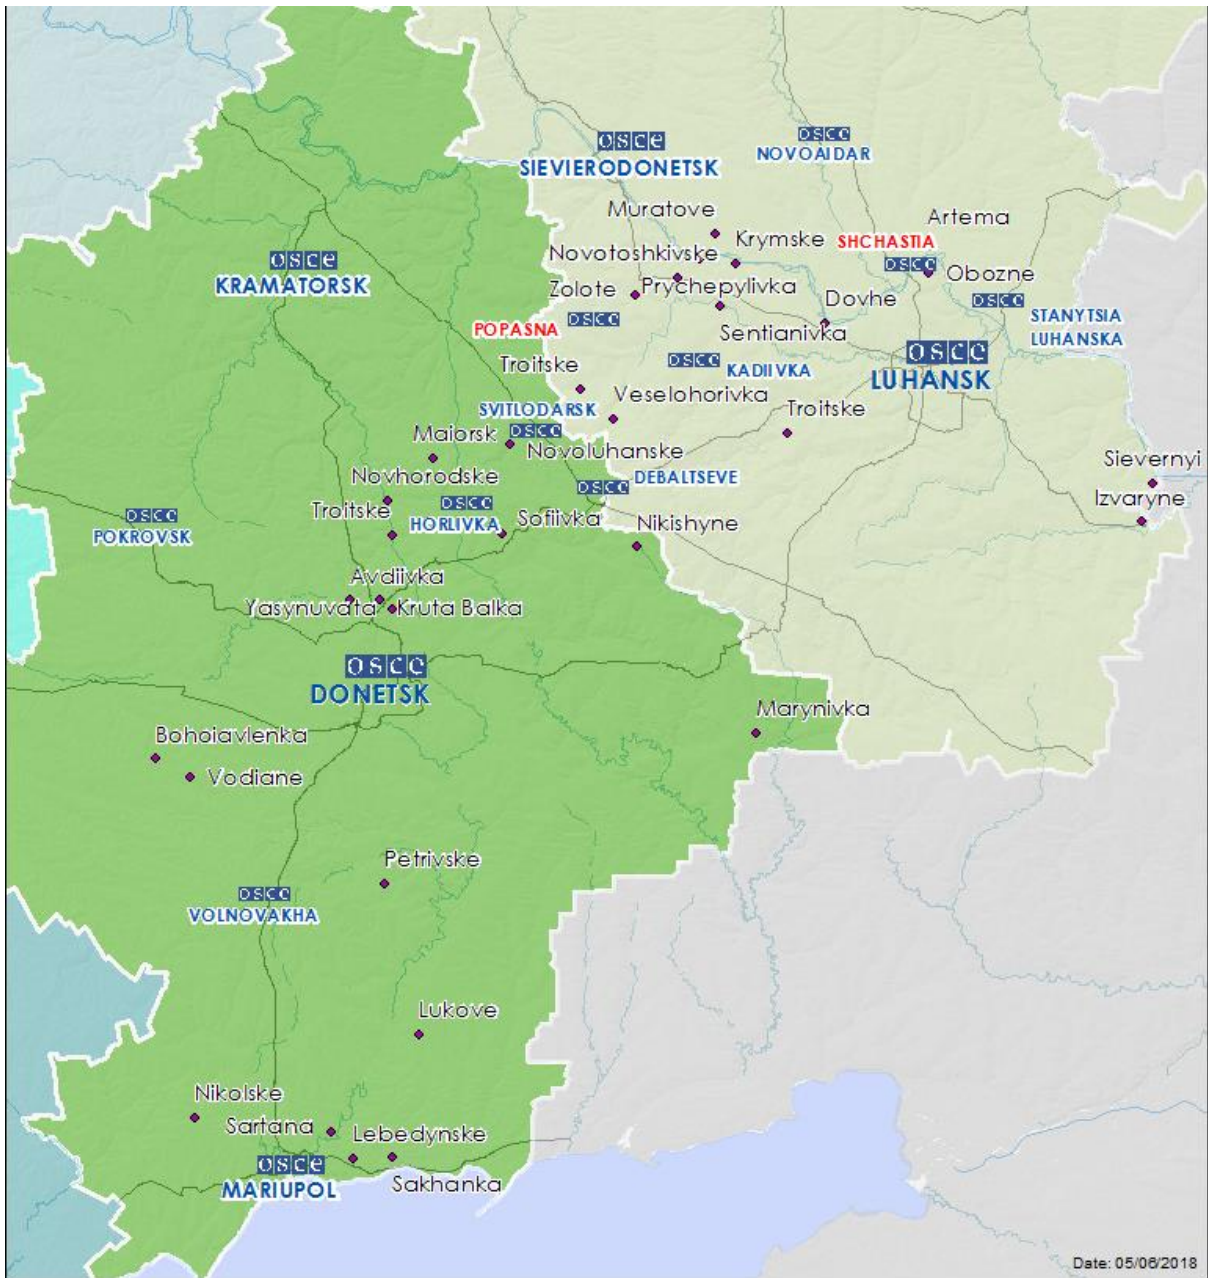 OSCE
NOVOAIDAR
OSCE
SIEVIERODONETSK
Muratove
Artema
Krymske
SHCHASTIA
Novotoshkivske
OSCE
OSCE
KRAMATORSK
Obozne
Zolote
Prychepylivka
Dovhe
OSCE
STANYTSIA
LUHANSKA
OSCE
POPASNA
Sentianivka
OSCE
LUHANSK
OSCE
KADIIVKA
Troitske
Veselohorivka
Troitske
SVITLODARSK
OSCE
Maiorsk
Novoluhanske
Sievernyi
Novhorodske
OSCE
DEBALTSEVE
Izvaryne
OSCE
POKROVSK
Troitske
OSCE
HORLIVKA
Sofiivka
Nikishyne
Avdiivka
Yasynuvata
Kruta Balka
OSCE
DONETSK
Marynivka
Bohoiavlenka
Vodiane
Petrivske
OSCE
VOLNOVAKHA
Lukove
Nikolske
Sartana
Lebedynske
OSCE
MARIUPOL
Sakhanka
Date: 05/06/2018